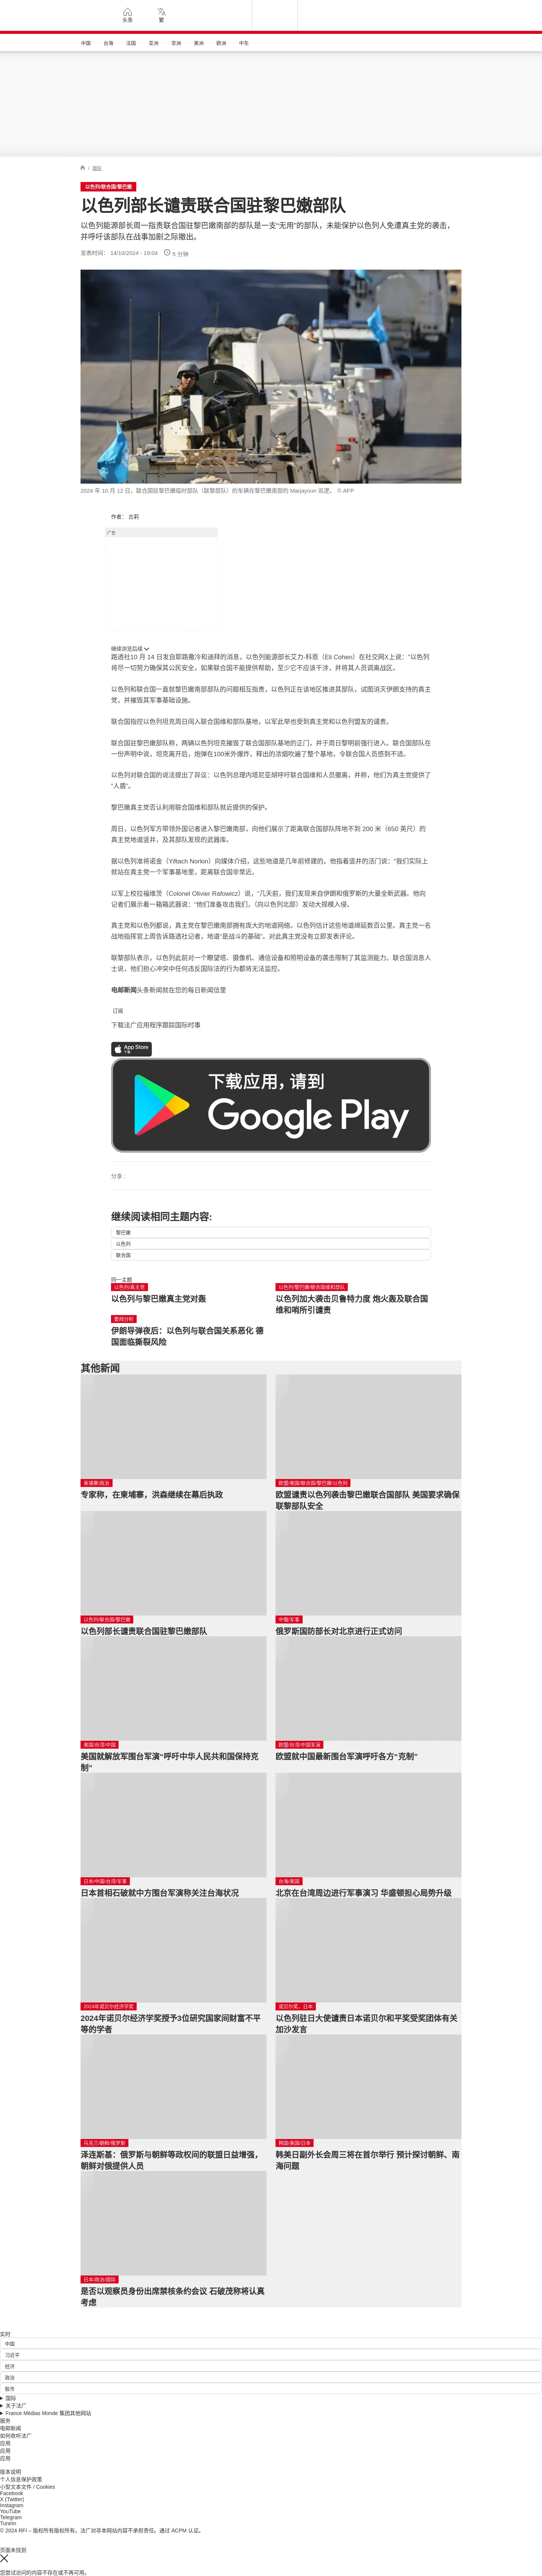 头条
繁
中国
台海
法国
亚洲
非洲
美洲
欧洲
中东
/ 国际
以色列/联合国/黎巴嫩
以色列部长谴责联合国驻黎巴嫩部队
以色列能源部长周一指责联合国驻黎巴嫩南部的部队是一支“无用”的部队，未能保护以色列人免遭真主党的袭击，
并呼吁该部队在战事加剧之际撤出。
发表时间： 14/10/2024 - 19:04 5 分钟
2024 年 10 月 12 日，联合国驻黎巴嫩临时部队（联黎部队）的车辆在黎巴嫩南部的 Marjayoun 巡逻。 © AFP
作者： 古莉
广告
继续浏览后续
路透社10 月 14 日发自耶路撒冷和迪拜的消息，以色列能源部长艾力-科恩（Eli Cohen）在社交网X上说："以色列
将尽一切努力确保其公民安全，如果联合国不能提供帮助，至少它不应该干涉，并将其人员调离战区。
以色列和联合国一直就黎巴嫩南部部队的问题相互指责，以色列正在该地区推进其部队，试图消灭伊朗支持的真主
党，并摧毁其军事基础设施。
联合国指控以色列坦克周日闯入联合国维和部队基地，以军此举也受到真主党和以色列盟友的谴责。
联合国驻黎巴嫩部队称，两辆以色列坦克摧毁了联合国部队基地的正门，并于周日黎明前强行进入。联合国部队在
一份声明中说，坦克离开后，炮弹在100米外爆炸，释出的浓烟吹遍了整个基地，令联合国人员感到不适。
以色列对联合国的说法提出了异议：以色列总理内塔尼亚胡呼吁联合国维和人员撤离，并称，他们为真主党提供了
"人盾"。
黎巴嫩真主党否认利用联合国维和部队就近提供的保护。
周日，以色列军方带领外国记者进入黎巴嫩南部，向他们展示了距离联合国部队阵地不到 200 米（650 英尺）的
真主党地道竖井，及其部队发现的武器库。
据以色列准将诺金（Yiftach Norkin）向媒体介绍，这些地道是几年前修建的。他指着竖井的活门说："我们实际上
就站在真主党一个军事基地里，距离联合国非常近。
以军上校拉福维茨（Colonel Olivier Rafowicz）说，“几天前，我们发现来自伊朗和俄罗斯的大量全新武器。他向
记者们展示着一箱箱武器说："他们准备攻击我们，（向以色列北部）发动大规模入侵。
真主党和以色列都说，真主党在黎巴嫩南部拥有庞大的地道网络。以色列估计这些地道绵延数百公里。真主党一名
战地指挥官上周告诉路透社记者，地道"是战斗的基础"。对此真主党没有立即发表评论。
联黎部队表示，以色列此前对一个瞭望塔、摄像机、通信设备和照明设备的袭击限制了其监测能力。联合国消息人
士说，他们担心冲突中任何违反国际法的行为都将无法监控。
电邮新闻头条新闻就在您的每日新闻信里
订阅
下载法广应用程序跟踪国际时事
App Store
下载应用，请到
Google Play
分享 :
继续阅读相同主题内容:
黎巴嫩
以色列
联合国
同一主题
以色列/真主党
以色列与黎巴嫩真主党对轰
以色列/黎巴嫩/联合国维和部队
以色列加大袭击贝鲁特力度 炮火轰及联合国
维和哨所引谴责
要闻分析
伊朗导弹夜后：以色列与联合国关系恶化 德
国面临撕裂风险
其他新闻
柬埔寨/政治
专家称，在柬埔寨，洪森继续在幕后执政
欧盟/美国/联合国/黎巴嫩/以色列
欧盟谴责以色列袭击黎巴嫩联合国部队 美国要求确保
联黎部队安全
以色列/联合国/黎巴嫩
以色列部长谴责联合国驻黎巴嫩部队
中俄/军事
俄罗斯国防部长对北京进行正式访问
美国/台湾/中国
美国就解放军围台军演“呼吁中华人民共和国保持克
制”
欧盟/台湾/中国军演
欧盟就中国最新围台军演呼吁各方“克制”
日本/中国/台湾/军事
日本首相石破就中方围台军演称关注台海状况
台海/美国
北京在台湾周边进行军事演习 华盛顿担心局势升级
2024年诺贝尔经济学奖
2024年诺贝尔经济学奖授予3位研究国家间财富不平
等的学者
诺贝尔奖，日本
以色列驻日大使谴责日本诺贝尔和平奖受奖团体有关
加沙发言
乌克兰/朝鲜/俄罗斯
泽连斯基：俄罗斯与朝鲜等政权间的联盟日益增强，
朝鲜对俄提供人员
韩国/美国/日本
韩美日副外长会周三将在首尔举行 预计探讨朝鲜、南
海问题
日本/政治/国际
是否以观察员身份出席禁核条约会议 石破茂称将认真
考虑
实时
中国
习近平
经济
政治
股市
国际
关于法广
France Médias Monde 集团其他网站
服务
电邮新闻
如何收听法广
应用
应用
应用
版本说明
个人信息保护政策
小型文本文件 / Cookies
Facebook
X (Twitter)
Instagram
YouTube
Telegram
TuneIn
© 2024 RFI – 版权所有版权所有。法广对非本网站内容不承担责任。通过 ACPM 认证。
页面未找到
您尝试访问的内容不存在或不再可用。